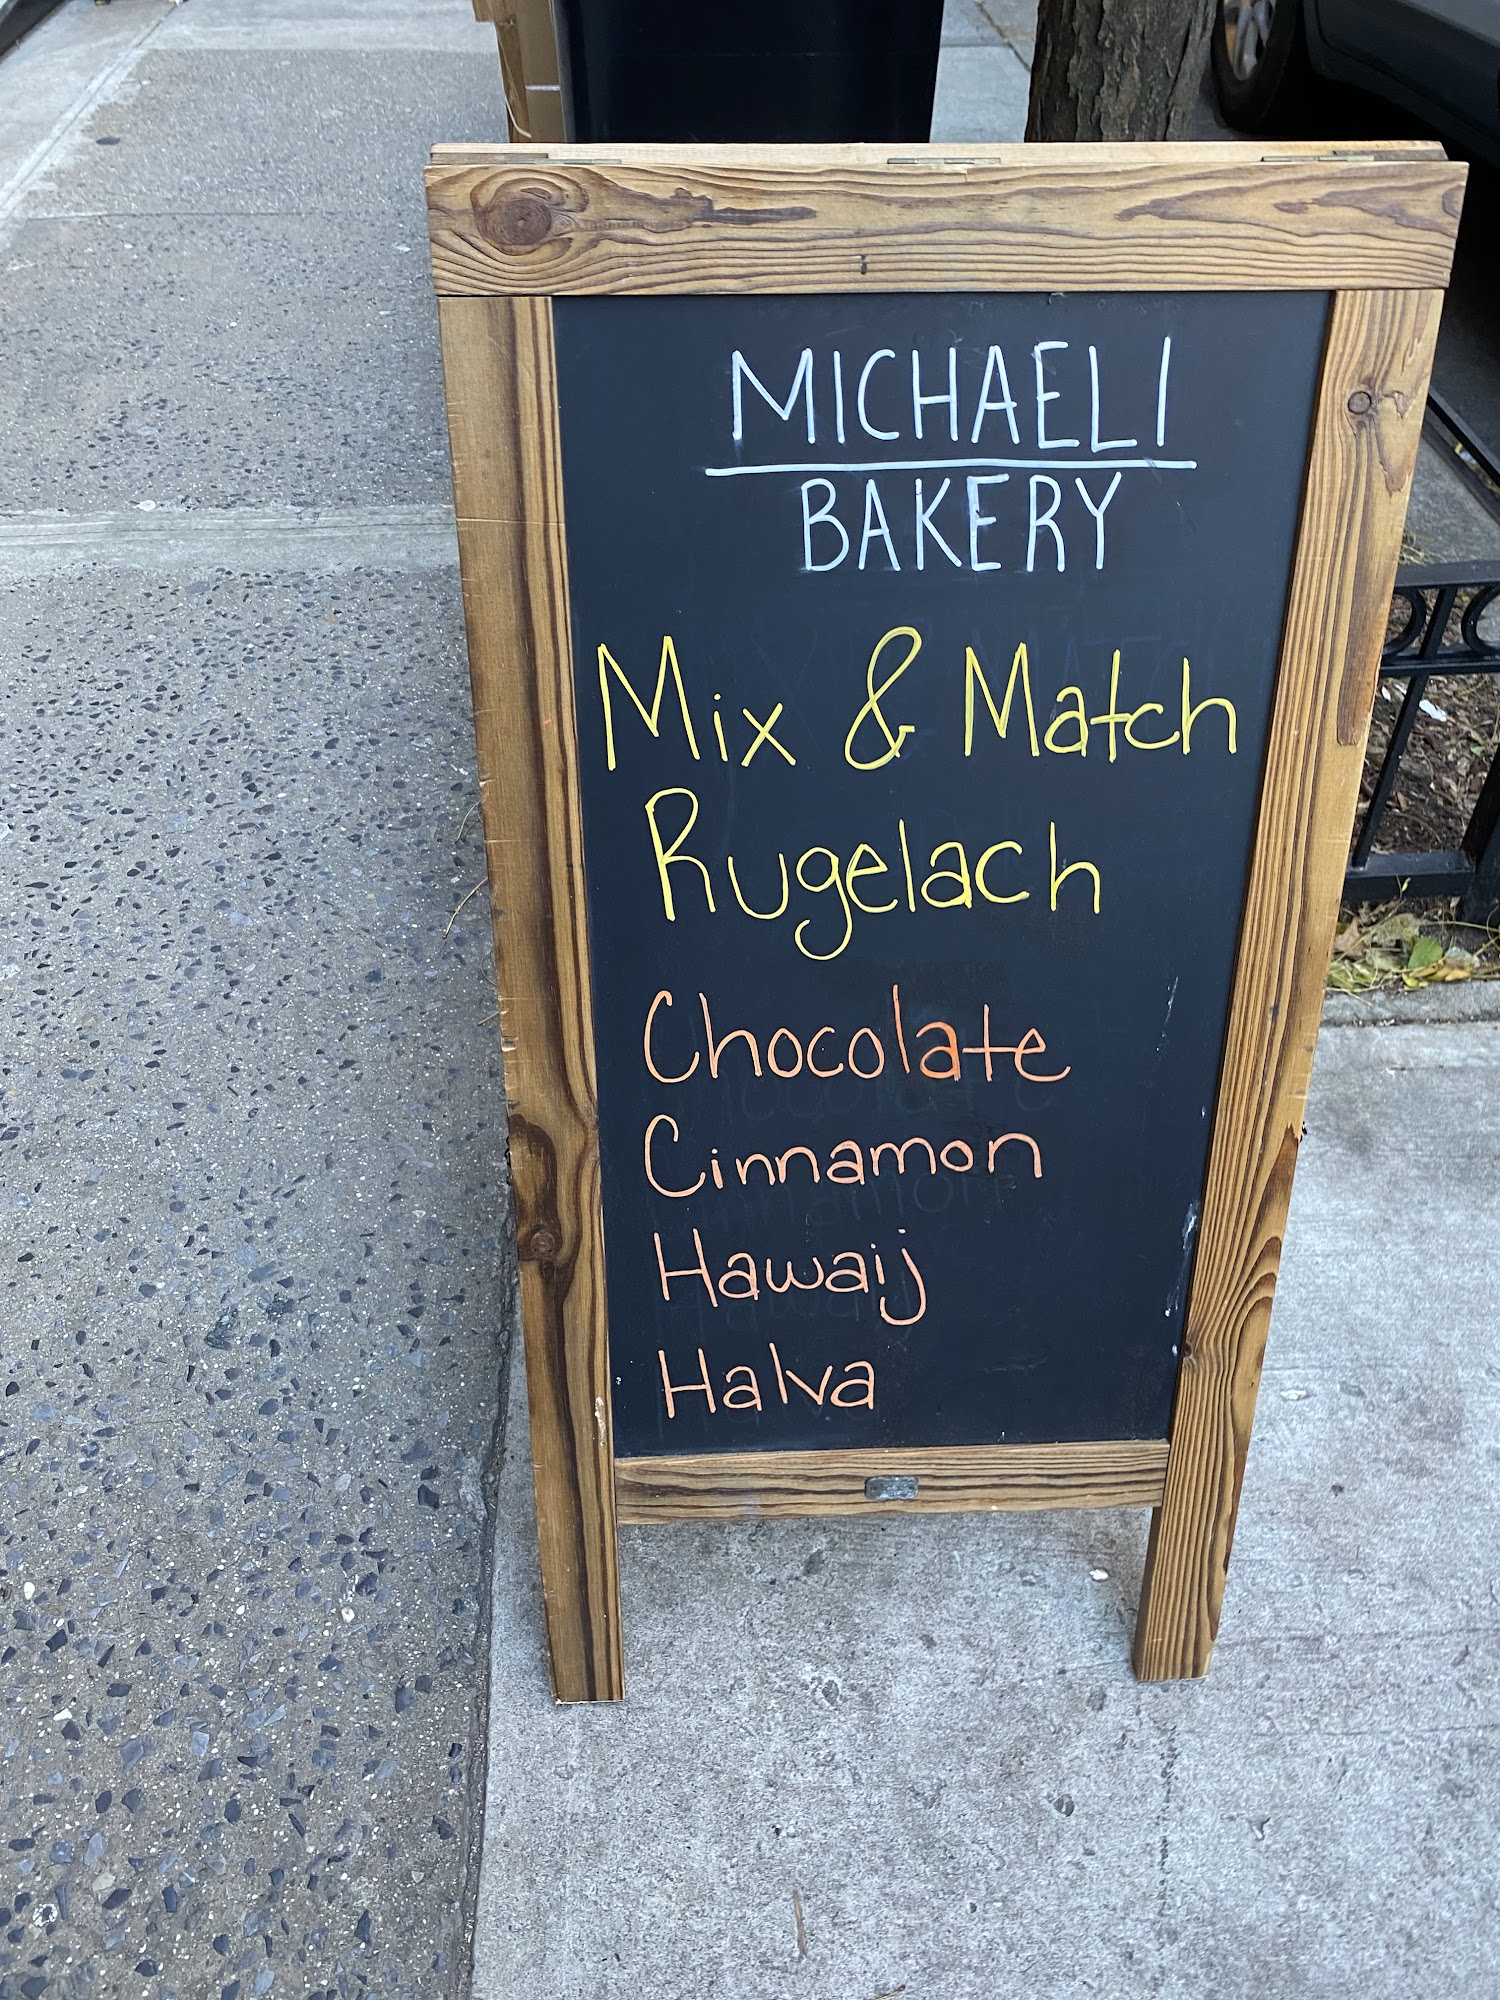 MICHAELI
BAKERY
Mix & Match
Rugelach
Chocolate
Cinnamon
Hawaij
Halva